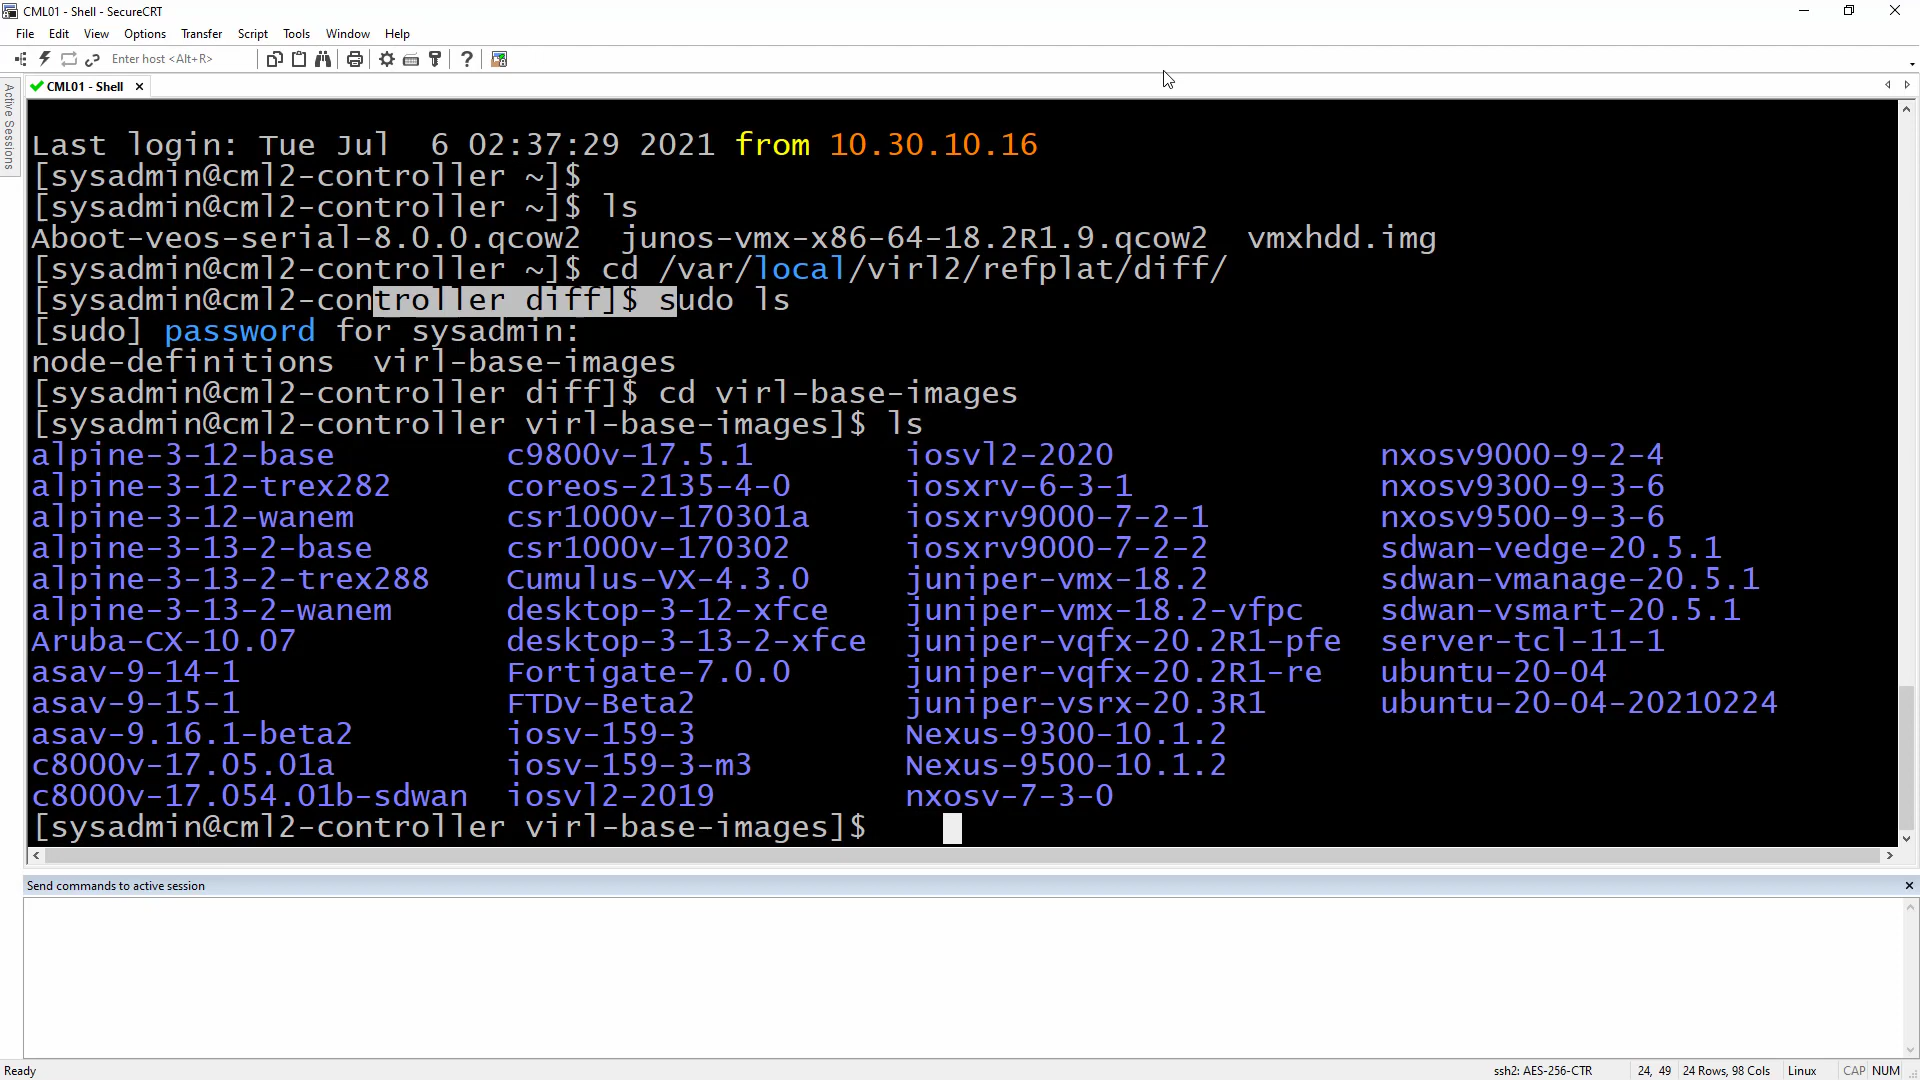 CML01 - Shell - SecureCRT
File Edit View Options Transfer Script Tools Window Help
Enter host <Alt+R>
CML01 - Shell
Active Sessions
Last login: Tue Jul  6 02:37:29 2021 from 10.30.10.16
[sysadmin@cml2-controller ~]$
[sysadmin@cml2-controller ~]$ ls
Aboot-veos-serial-8.0.0.qcow2  junos-vmx-x86-64-18.2R1.9.qcow2  vmxhdd.img
[sysadmin@cml2-controller ~]$ cd /var/local/virl2/refplat/diff/
[sysadmin@cml2-controller diff]$ sudo ls
[sudo] password for sysadmin:
node-definitions  virl-base-images
[sysadmin@cml2-controller diff]$ cd virl-base-images
[sysadmin@cml2-controller virl-base-images]$ ls
alpine-3-12-base c9800v-17.5.1 iosvl2-2020 nxosv9000-9-2-4
alpine-3-12-trex282 coreos-2135-4-0 iosxrv-6-3-1 nxosv9300-9-3-6
alpine-3-12-wanem csr1000v-170301a iosxrv9000-7-2-1 nxosv9500-9-3-6
alpine-3-13-2-base csr1000v-170302 iosxrv9000-7-2-2 sdwan-vedge-20.5.1
alpine-3-13-2-trex288 Cumulus-VX-4.3.0 juniper-vmx-18.2 sdwan-vmanage-20.5.1
alpine-3-13-2-wanem desktop-3-12-xfce juniper-vmx-18.2-vfpc sdwan-vsmart-20.5.1
Aruba-CX-10.07 desktop-3-13-2-xfce juniper-vqfx-20.2R1-pfe server-tcl-11-1
asav-9-14-1 Fortigate-7.0.0 juniper-vqfx-20.2R1-re ubuntu-20-04
asav-9-15-1 FTDv-Beta2 juniper-vsrx-20.3R1 ubuntu-20-04-20210224
asav-9.16.1-beta2 iosv-159-3 Nexus-9300-10.1.2
c8000v-17.05.01a iosv-159-3-m3 Nexus-9500-10.1.2
c8000v-17.054.01b-sdwan iosvl2-2019 nxosv-7-3-0
[sysadmin@cml2-controller virl-base-images]$
Send commands to active session
Ready ssh2: AES-256-CTR 24, 49 24 Rows, 98 Cols Linux CAP NUM